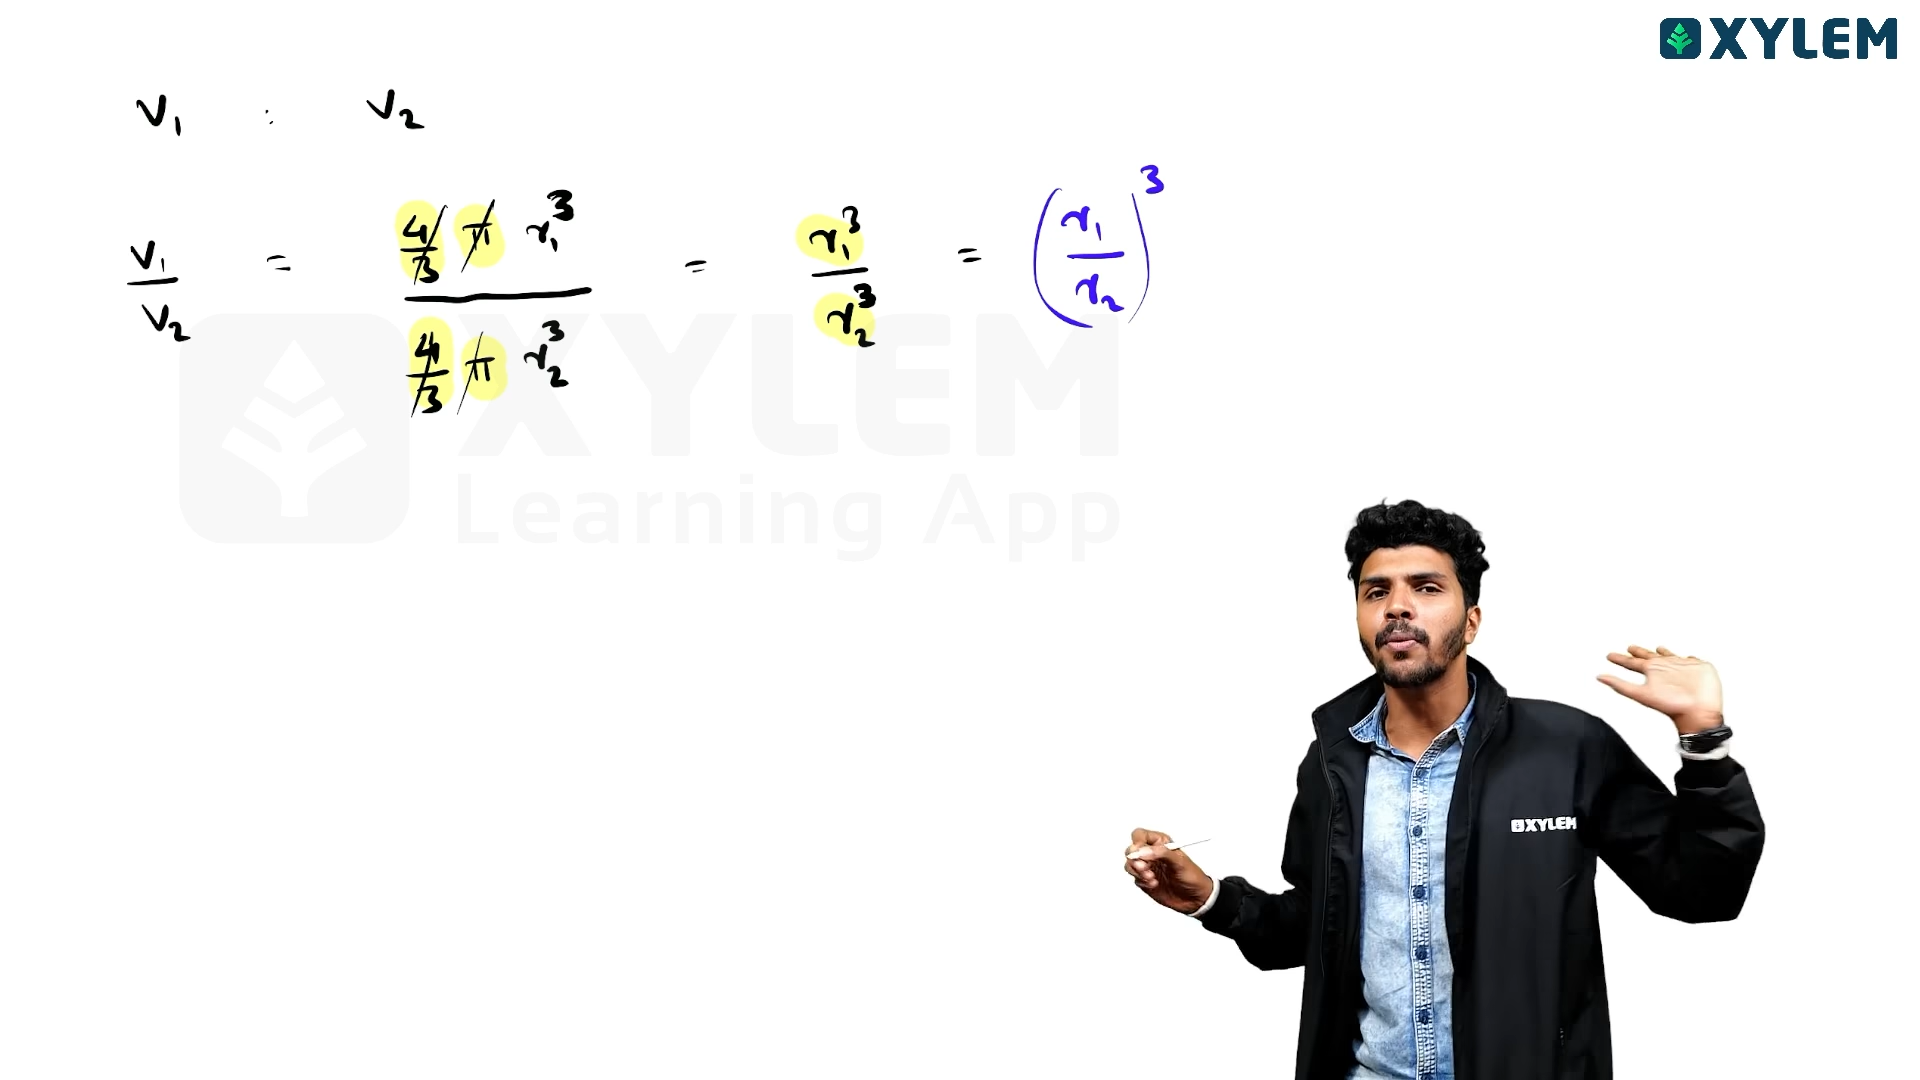 XYLEM
V₁ : V₂
V₁/V₂ = (4/3 π r₁³)/(4/3 π r₂³) = r₁³/r₂³ = (r₁/r₂)³
XYLEM
Learning App
XYLEM